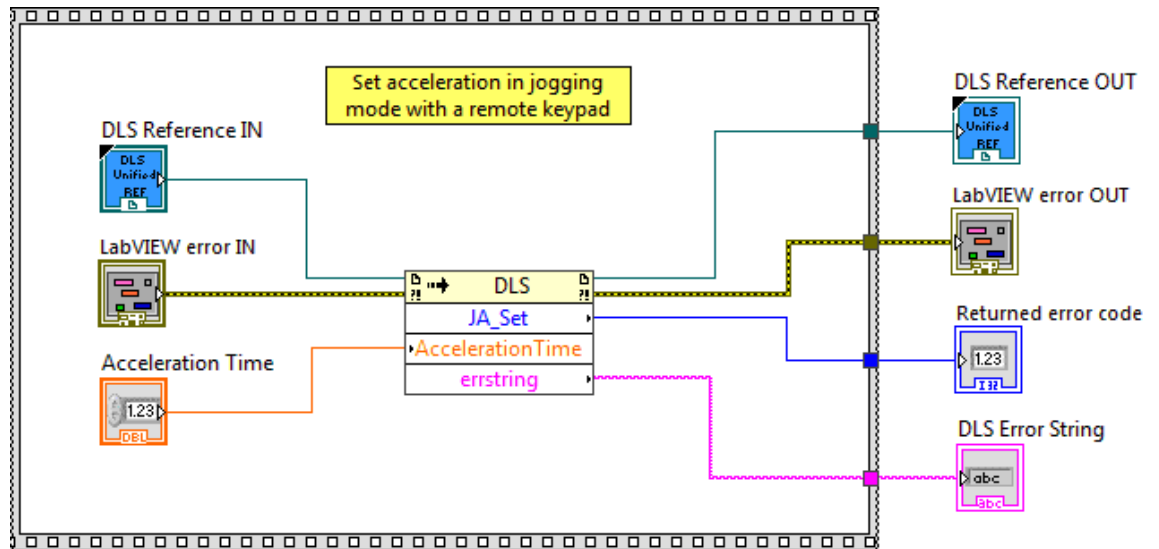 Set acceleration in jogging
mode with a remote keypad
DLS Reference IN
DLS
Unified
REF
LabVIEW error IN
Acceleration Time
1.23
DBL
?!
DLS
?!
JA_Set
AccelerationTime
errstring
DLS Reference OUT
DLS
Unified
REF
LabVIEW error OUT
Returned error code
1.23
I32
DLS Error String
abc
abc